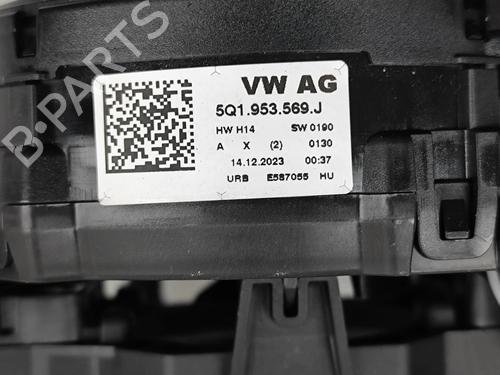 B-PARTS
VW AG
5Q1.953.569.J
HW H14 SW 0190
A X (2) 0130
14.12.2023 00:37
URB E587055 HU